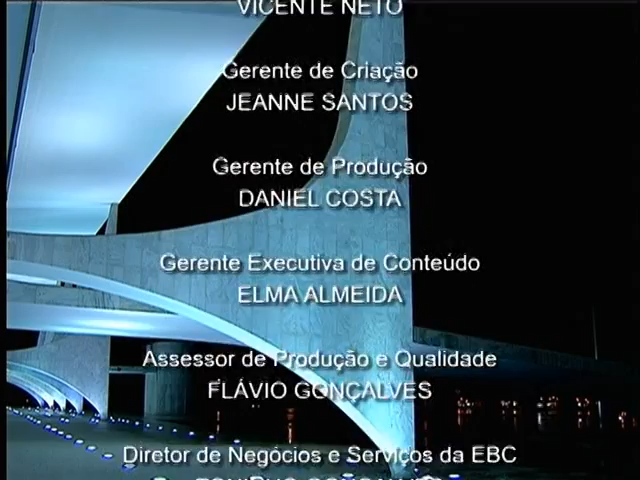 VICENTE NETO
Gerente de Criação
JEANNE SANTOS
Gerente de Produção
DANIEL COSTA
Gerente Executiva de Conteúdo
ELMA ALMEIDA
Assessor de Produção e Qualidade
FLÁVIO GONÇALVES
Diretor de Negócios e Serviços da EBC